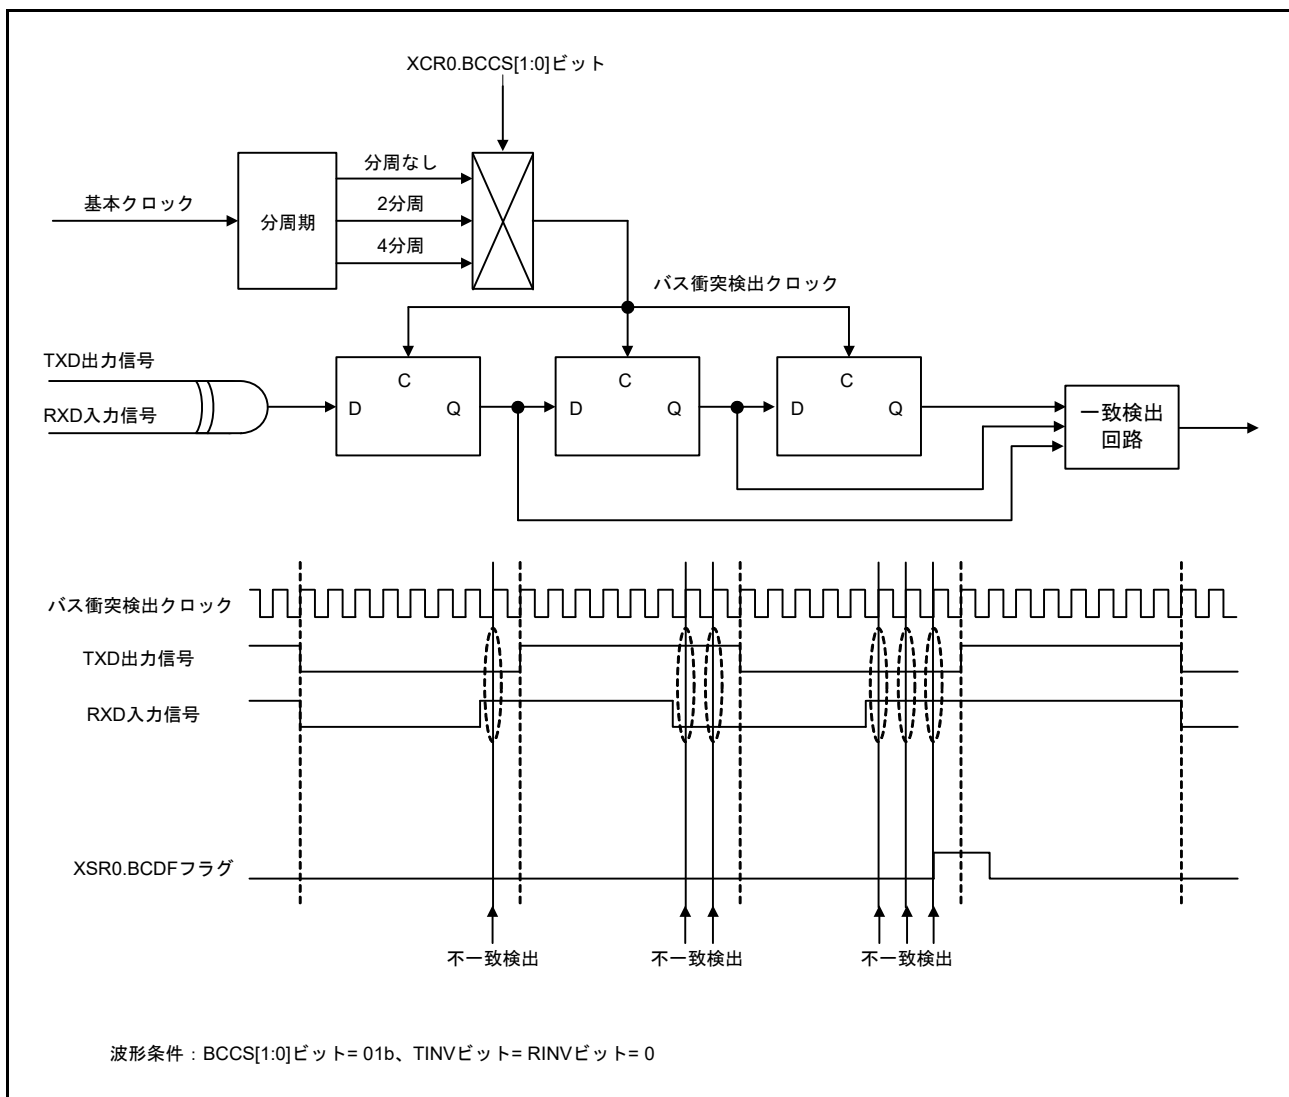 XCR0.BCCS[1:0]ビット
分周なし
基本クロック
分周期
2分周
4分周
バス衝突検出クロック
TXD出力信号
RXD入力信号
C
D
Q
C
D
Q
C
D
Q
一致検出
回路
バス衝突検出クロック
TXD出力信号
RXD入力信号
XSR0.BCDFフラグ
不一致検出
不一致検出
不一致検出
波形条件：BCCS[1:0]ビット= 01b、TINVビット= RINVビット= 0